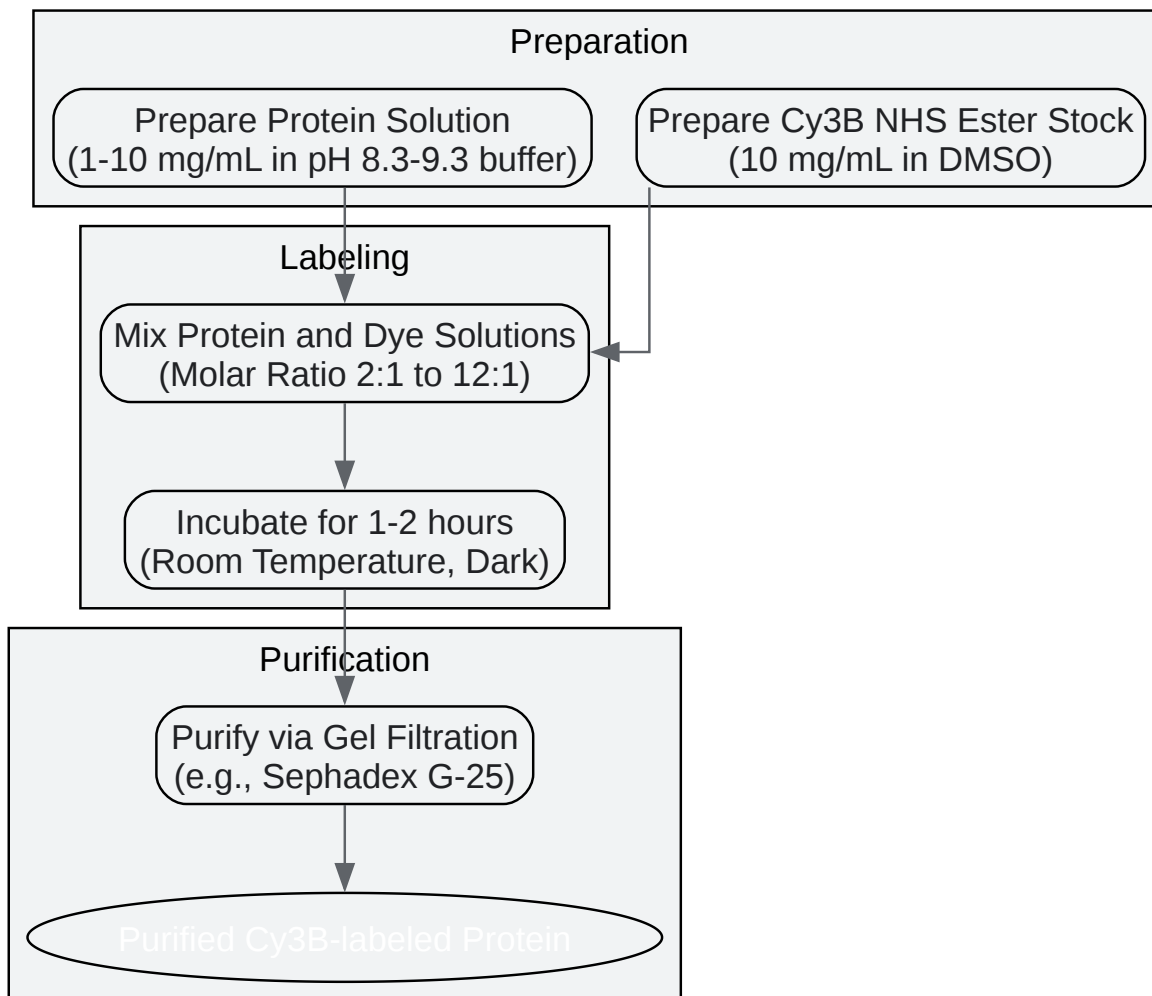 Preparation
Prepare Protein Solution
(1-10 mg/mL in pH 8.3-9.3 buffer)
Prepare Cy3B NHS Ester Stock
(10 mg/mL in DMSO)
Labeling
Mix Protein and Dye Solutions
(Molar Ratio 2:1 to 12:1)
Incubate for 1-2 hours
(Room Temperature, Dark)
Purification
Purify via Gel Filtration
(e.g., Sephadex G-25)
Purified Cy3B-labeled Protein